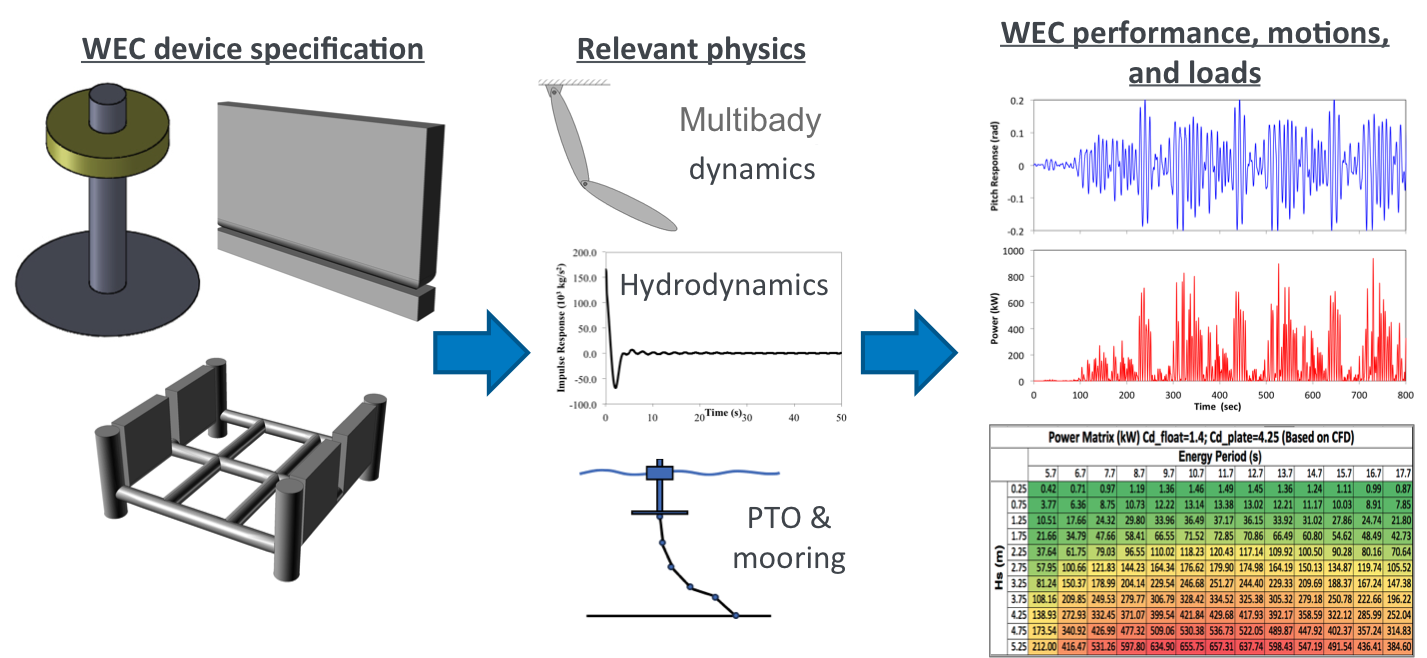 WEC device specification
Relevant physics
Multibady
dynamics
Impulse Response (10³ kg/s²)
200.0
150.0
100.0
50.0
0.0
-50.0
-100.0
Hydrodynamics
0 10 20 30 40 50
Time (s)
PTO &
mooring
WEC performance, motions,
and loads
Pitch Response (rad)
0.2
0.1
0
-0.1
-0.2
Power (kW)
1000
800
600
400
200
0
0 100 200 300 400 500 600 700 800
Time (sec)
Power Matrix (kW) Cd_float=1.4; Cd_plate=4.25 (Based on CFD)
Energy Period (s)
5.7 6.7 7.7 8.7 9.7 10.7 11.7 12.7 13.7 14.7 15.7 16.7 17.7
Hs (m)
0.25 0.42 0.71 0.97 1.19 1.36 1.46 1.49 1.45 1.36 1.24 1.11 0.99 0.87
0.75 3.77 6.36 8.75 10.73 12.22 13.14 13.38 13.02 12.21 11.17 10.03 8.91 7.85
1.25 10.51 17.66 24.32 29.80 33.96 36.49 37.17 36.15 33.92 31.02 27.86 24.74 21.80
1.75 21.66 34.79 47.66 58.41 66.55 71.52 72.85 70.86 66.49 60.80 54.62 48.49 42.73
2.25 37.64 61.75 79.03 96.55 110.02 118.23 120.43 117.14 109.92 100.50 90.28 80.16 70.64
2.75 57.95 100.66 121.83 144.23 164.34 176.62 179.90 174.98 164.19 150.13 134.87 119.74 105.52
3.25 81.24 150.37 178.99 204.14 229.54 246.68 251.27 244.40 229.33 209.69 188.37 167.24 147.38
3.75 108.16 209.85 249.53 279.77 306.79 328.42 334.52 325.38 305.32 279.18 250.78 222.66 196.22
4.25 138.93 272.93 332.45 371.07 399.54 421.84 429.68 417.93 392.17 358.59 322.12 285.99 252.04
4.75 173.54 340.92 426.99 477.32 509.06 530.38 536.73 522.05 489.87 447.92 402.37 357.24 314.83
5.25 212.00 416.47 531.26 597.80 634.90 655.75 657.31 637.74 598.43 547.19 491.54 436.41 384.60